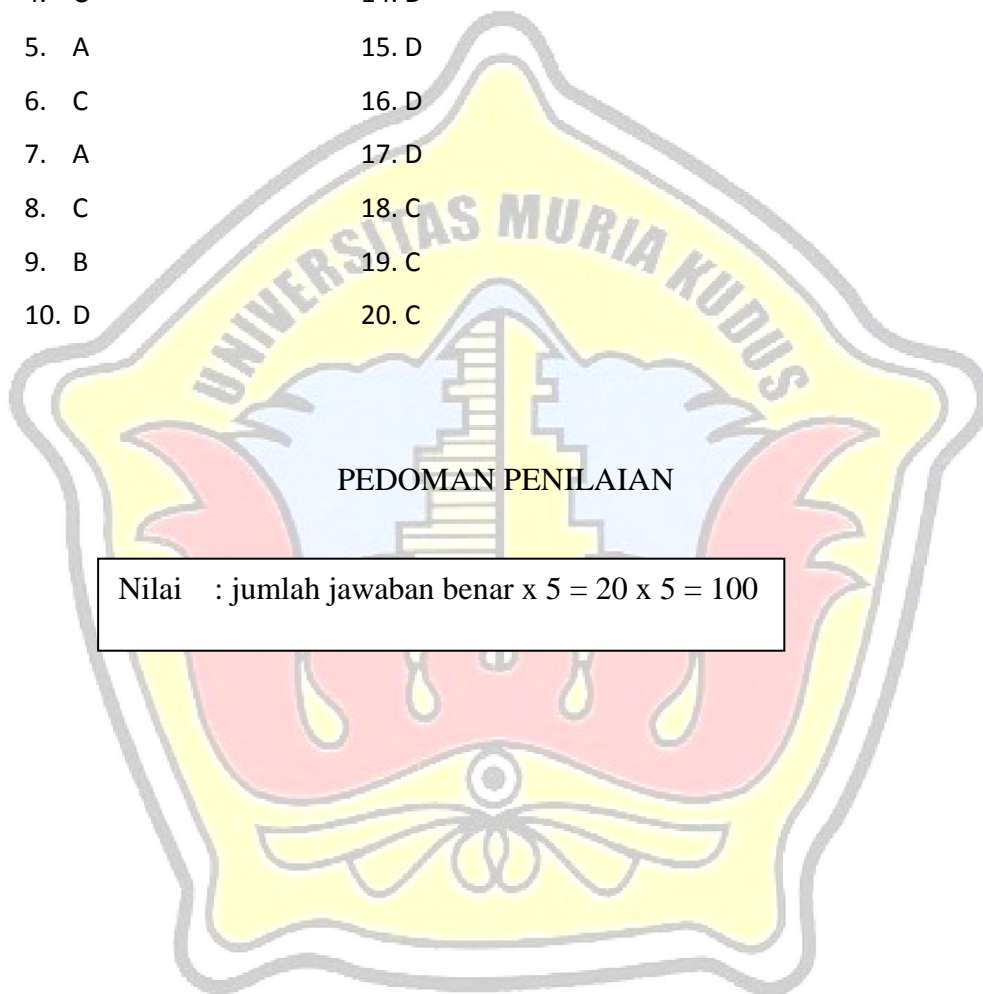 5. A 15. D
6. C 16. D
7. A 17. D
8. C 18. C
9. B 19. C
10. D 20. C
UNIVERSITAS MURIA KUDUS
PEDOMAN PENILAIAN
Nilai : jumlah jawaban benar x 5 = 20 x 5 = 100